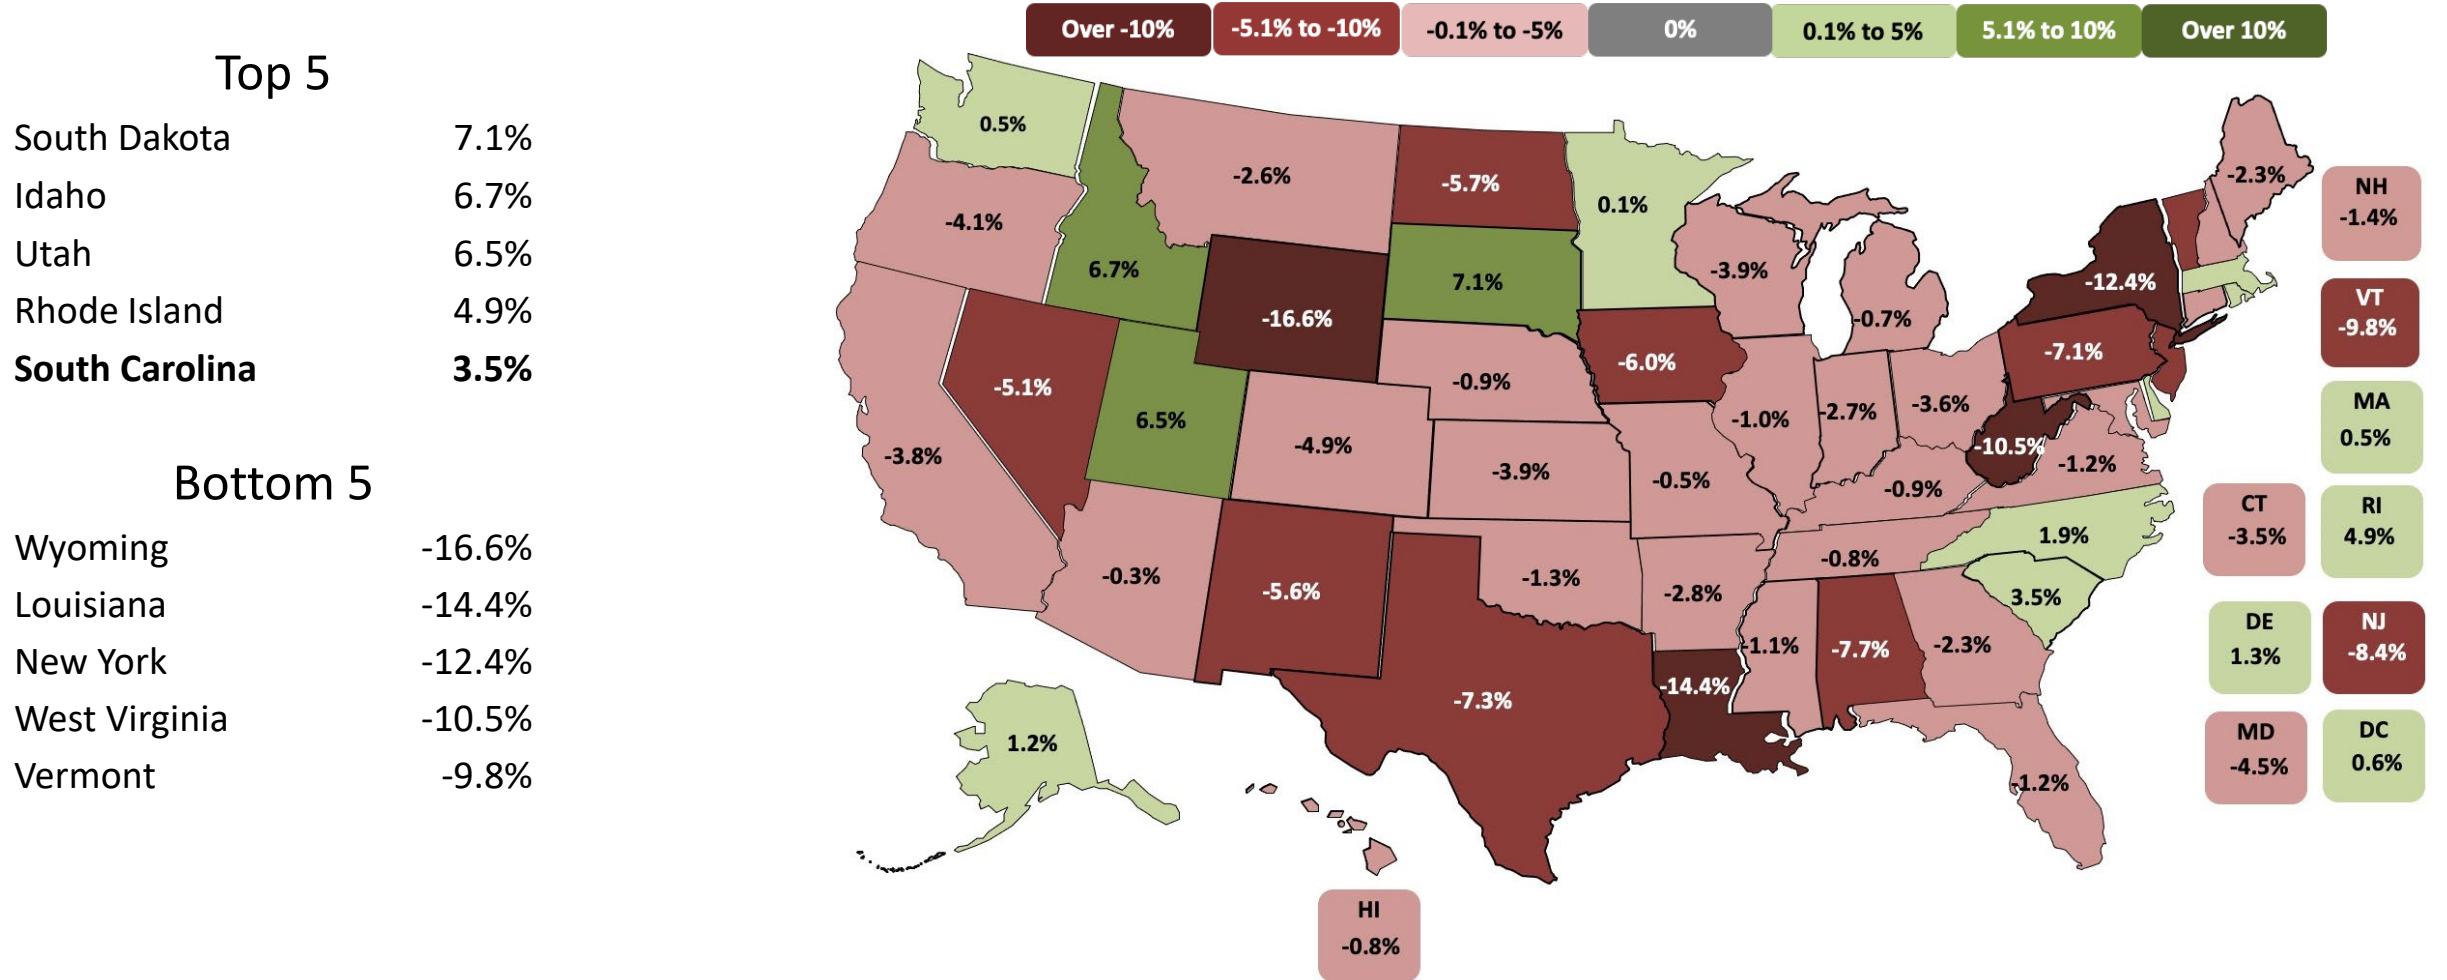 Over -10%
-5.1% to -10%
-0.1% to -5%
0%
0.1% to 5%
5.1% to 10%
Over 10%
Top 5
South Dakota 7.1%
Idaho 6.7%
Utah 6.5%
Rhode Island 4.9%
South Carolina 3.5%
Bottom 5
Wyoming -16.6%
Louisiana -14.4%
New York -12.4%
West Virginia -10.5%
Vermont -9.8%
0.5%
-2.6%
-5.7%
0.1%
-4.1%
6.7%
-16.6%
7.1%
-3.9%
-0.7%
-12.4%
-2.3%
-5.1%
6.5%
-3.8%
-4.9%
-0.9%
-6.0%
-1.0%
-2.7%
-3.6%
-7.1%
-10.5%
-1.2%
-3.9%
-0.5%
-0.9%
-0.3%
-5.6%
-1.3%
-2.8%
-0.8%
1.9%
3.5%
-7.3%
-14.4%
-1.1%
-7.7%
-2.3%
-1.2%
1.2%
NH
-1.4%
VT
-9.8%
MA
0.5%
CT
-3.5%
RI
4.9%
DE
1.3%
NJ
-8.4%
MD
-4.5%
DC
0.6%
HI
-0.8%